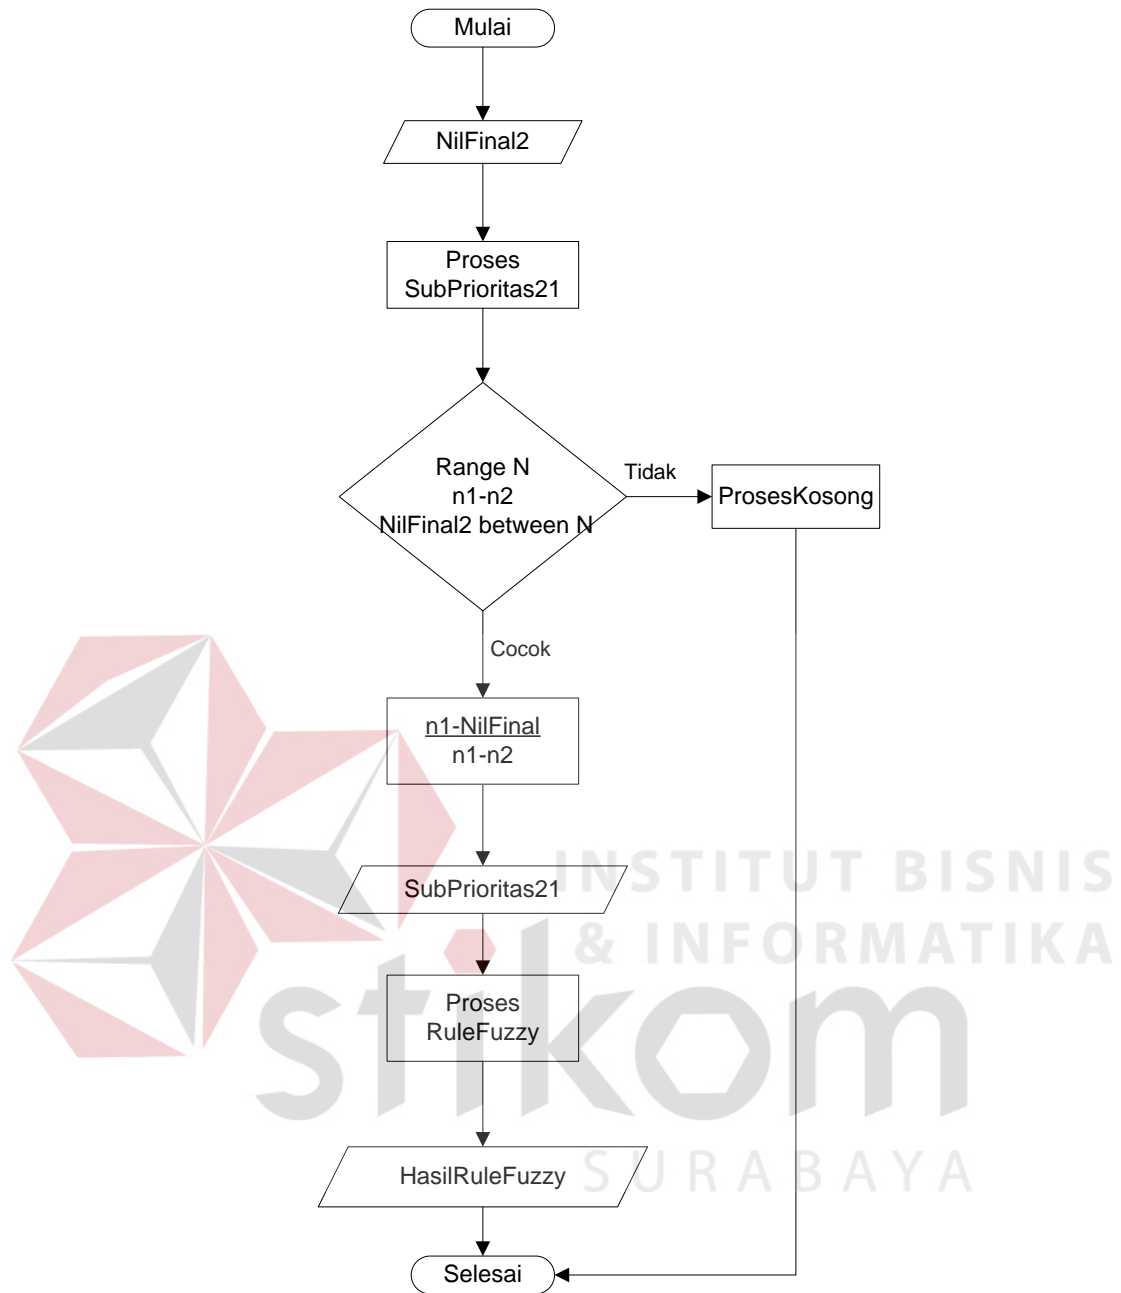 Mulai
NilFinal2
Proses
SubPrioritas21
Range N
n1-n2
NilFinal2 between N
Tidak
ProsesKosong
Cocok
n1-NilFinal
n1-n2
SubPrioritas21
INSTITUT BISNIS
& INFORMATIKA
stikom
SURABAYA
Proses
RuleFuzzy
HasilRuleFuzzy
Selesai